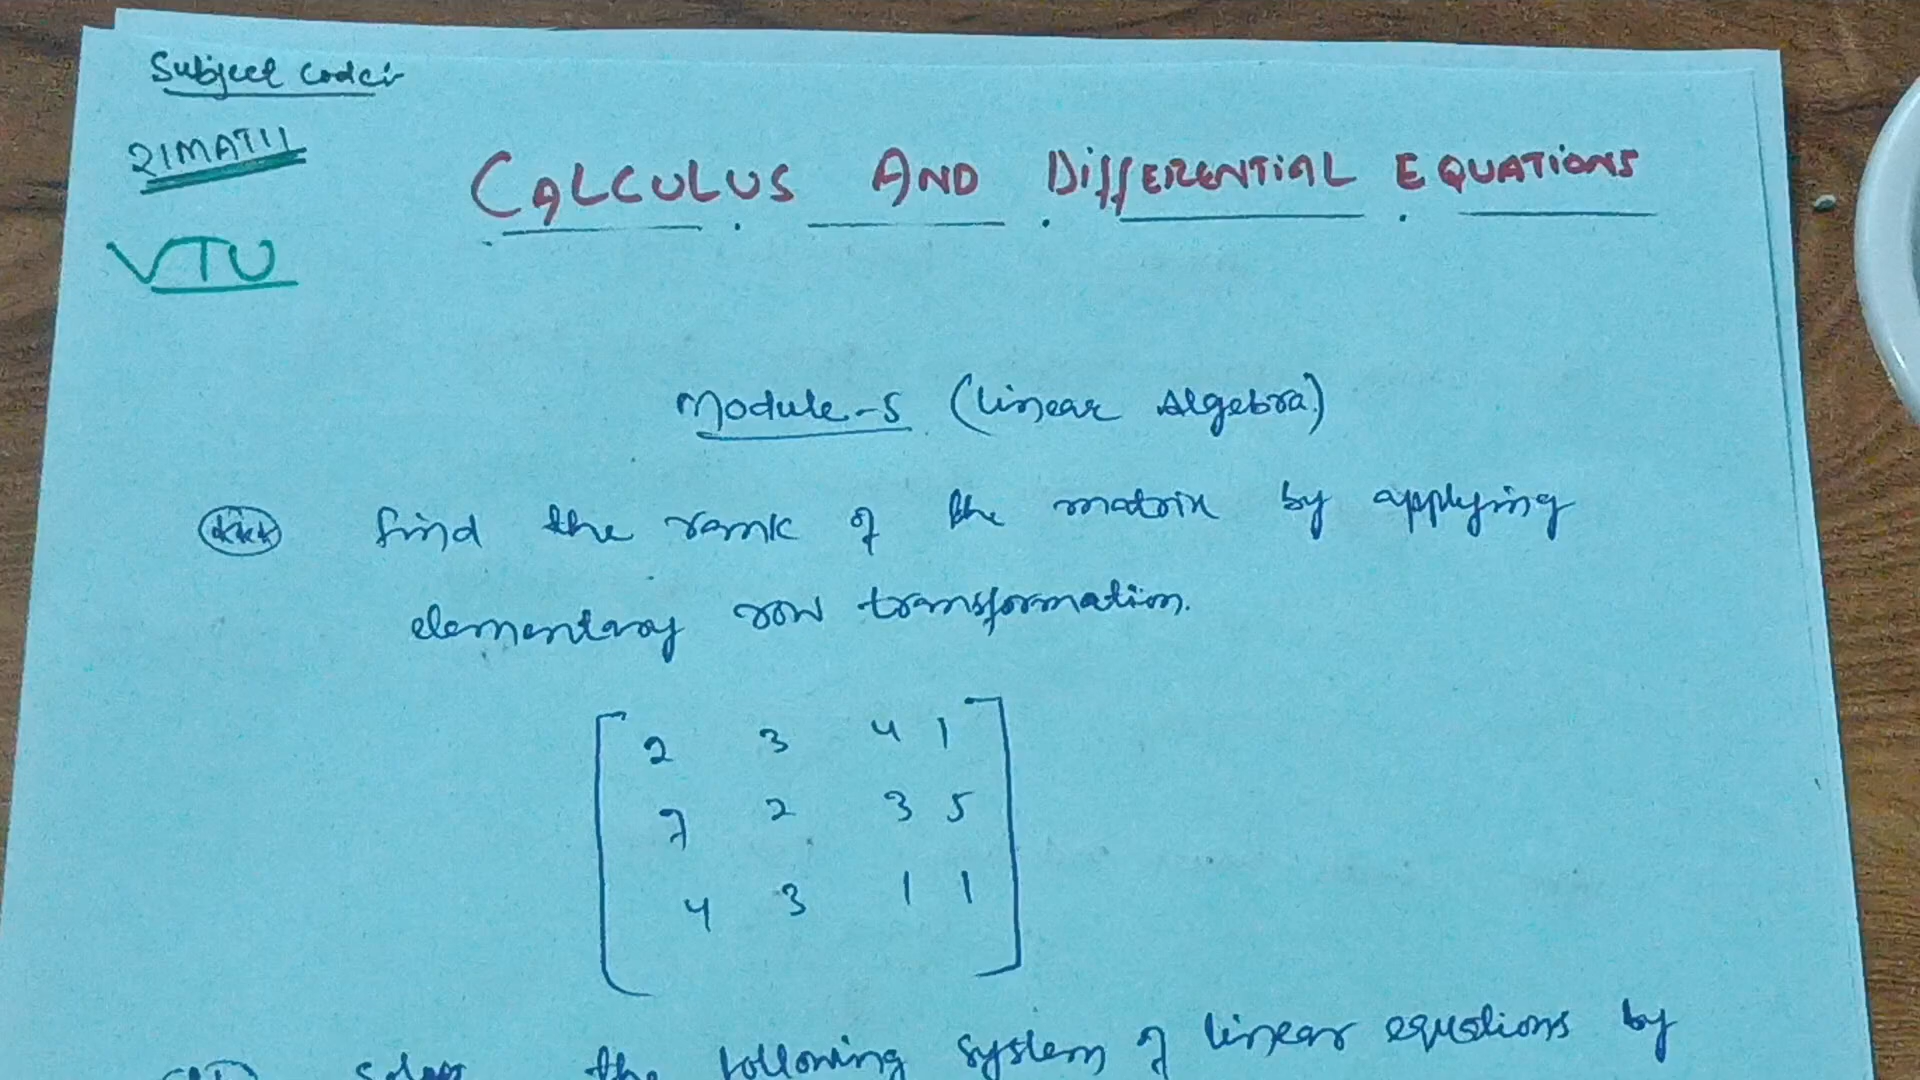 Subject Code:-
21MAT11
VTU
CALCULUS AND DIFFERENTIAL EQUATIONS
Module-5 (Linear Algebra)
*** Find the rank of the matrix by applying
elementary row transformation.
2 3 4 1
7 2 3 5
4 3 1 1
the following system of linear equations by